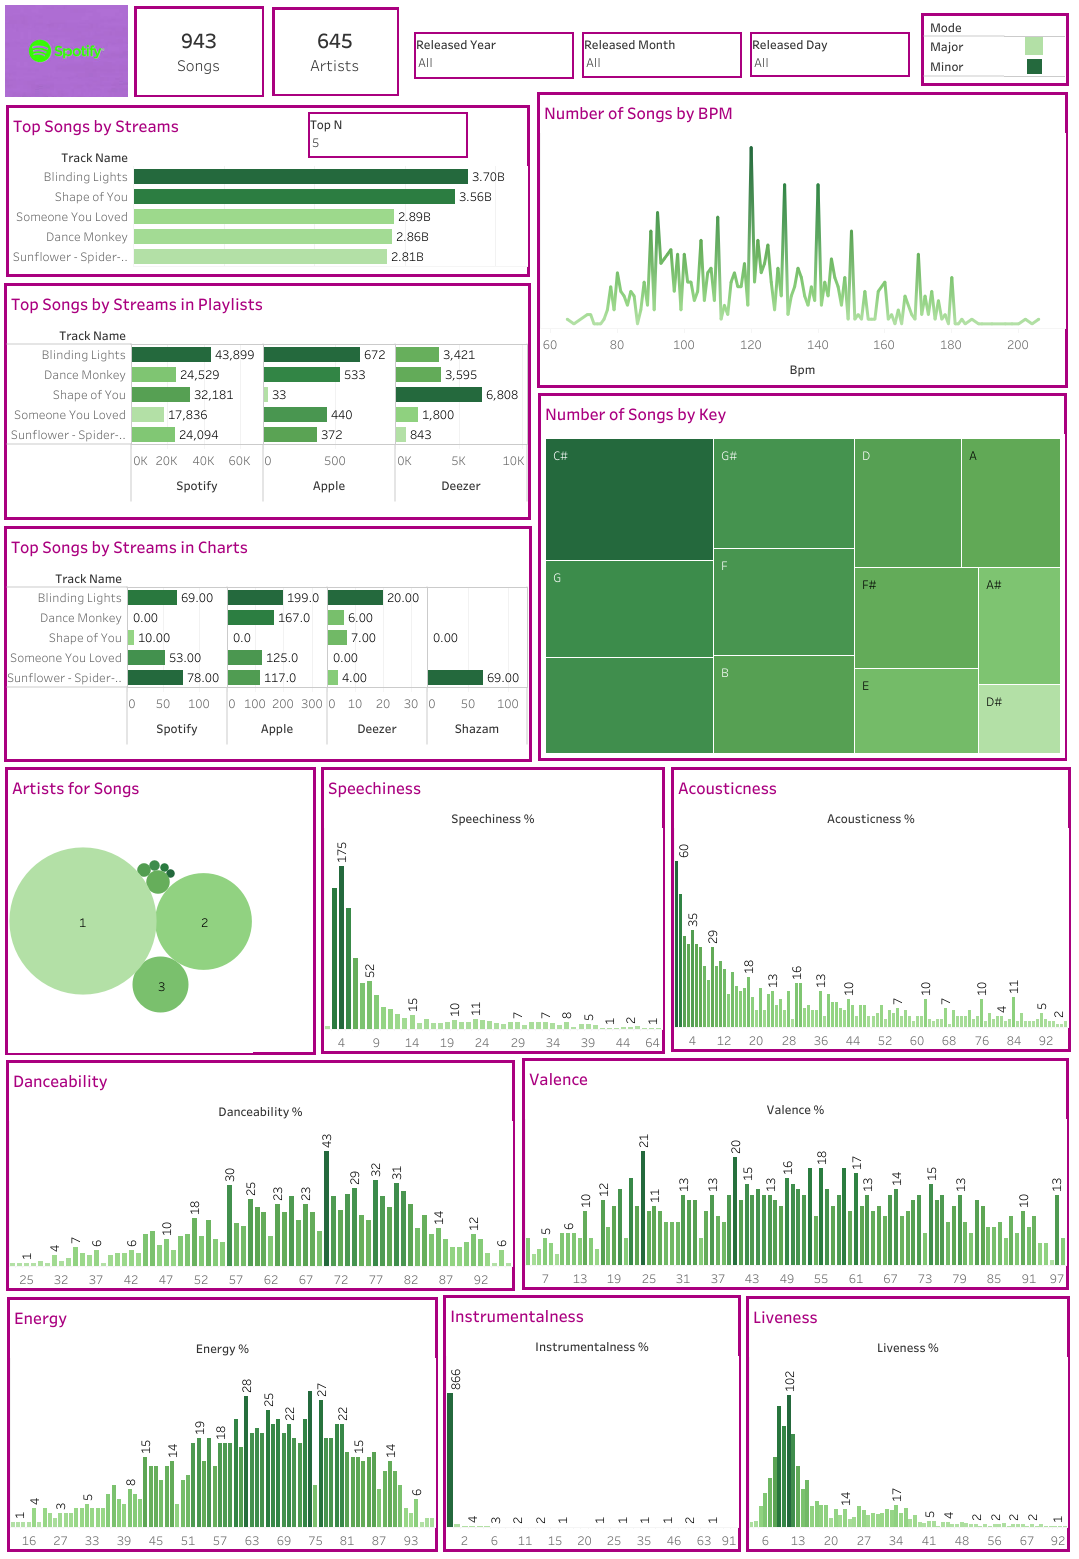 Spotify
943
Songs
645
Artists
Released Year
All
Released Month
All
Released Day
All
Mode
Major
Minor
Top Songs by Streams
Top N
5
Track Name
Blinding Lights 3.70B
Shape of You 3.56B
Someone You Loved 2.89B
Dance Monkey 2.86B
Sunflower - Spider-.. 2.81B
Number of Songs by BPM
60 80 100 120 140 160 180 200
Bpm
Top Songs by Streams in Playlists
Track Name
Blinding Lights 43,899 672 3,421
Dance Monkey 24,529 533 3,595
Shape of You 32,181 33 6,808
Someone You Loved 17,836 440 1,800
Sunflower - Spider-.. 24,094 372 843
0K 20K 40K 60K 0 500 0K 5K 10K
Spotify Apple Deezer
Number of Songs by Key
C# G# D A
G F F# A#
B E D#
Top Songs by Streams in Charts
Track Name
Blinding Lights 69.00 199.0 20.00
Dance Monkey 0.00 167.0 6.00
Shape of You 10.00 0.0 7.00 0.00
Someone You Loved 53.00 125.0 0.00
Sunflower - Spider-.. 78.00 117.0 4.00 69.00
0 50 100 0 100 200 300 0 10 20 30 0 50 100
Spotify Apple Deezer Shazam
Artists for Songs
1 2 3
Speechiness
Speechiness %
175 52 15 10 11 7 7 8 5 1 2 1
4 9 14 19 24 29 34 39 44 64
Acousticness
Acousticness %
60 35 29 18 13 16 13 10 7 10 7 10 4 11 5 2
4 12 20 28 36 44 52 60 68 76 84 92
Danceability
Danceability %
1 4 7 6 6 10 18 30 25 23 23 43 29 32 31 14 12 6
25 32 37 42 47 52 57 62 67 72 77 82 87 92
Valence
Valence %
5 6 10 12 21 11 13 13 20 15 13 16 18 17 13 14 15 13 10 13
7 13 19 25 31 37 43 49 55 61 67 73 79 85 91 97
Energy
Energy %
1 4 3 5 8 15 14 19 18 28 25 22 27 22 15 14 6
16 27 33 39 45 51 57 63 69 75 81 87 93
Instrumentalness
Instrumentalness %
866 4 3 2 2 1 1 1 1 1 2 1
2 6 11 15 20 25 35 46 63 91
Liveness
Liveness %
102 14 17 5 4 2 2 2 2 1
6 13 20 27 34 41 48 56 67 92